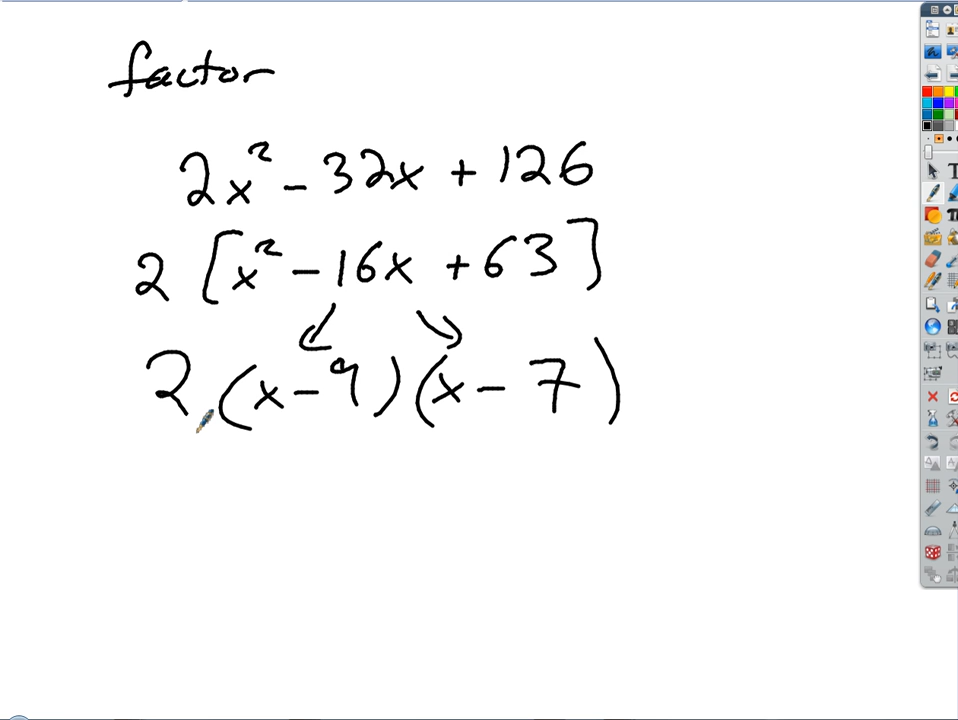 factor
2x² - 32x + 126
2 [x² - 16x + 63]
2 (x - 9)(x - 7)